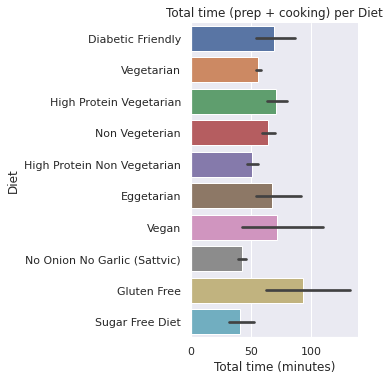 Total time (prep + cooking) per Diet
Diabetic Friendly
Vegetarian
High Protein Vegetarian
Non Vegeterian
High Protein Non Vegetarian
Eggetarian
Vegan
No Onion No Garlic (Sattvic)
Gluten Free
Sugar Free Diet
Diet
0 50 100
Total time (minutes)